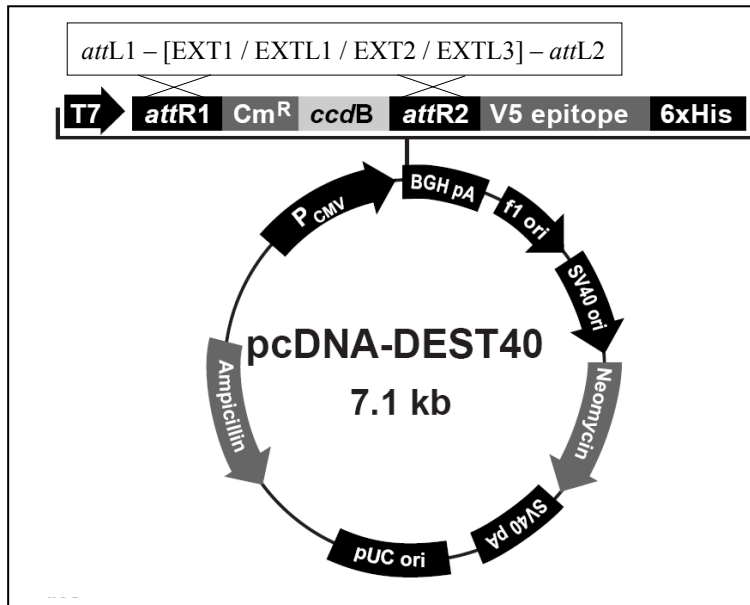 attL1 – [EXT1 / EXTL1 / EXT2 / EXTL3] – attL2
T7 attR1 CmR ccdB attR2 V5 epitope 6xHis
PCMV
BGH pA
f1 ori
SV40 ori
Neomycin
SV40 pA
pUC ori
Ampicillin
pcDNA-DEST40
7.1 kb